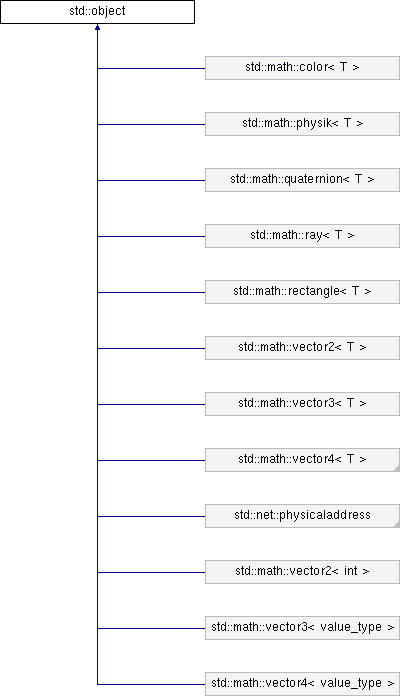 std::object
std::math::color< T >
std::math::physik< T >
std::math::quaternion< T >
std::math::ray< T >
std::math::rectangle< T >
std::math::vector2< T >
std::math::vector3< T >
std::math::vector4< T >
std::net::physicaladdress
std::math::vector2< int >
std::math::vector3< value_type >
std::math::vector4< value_type >